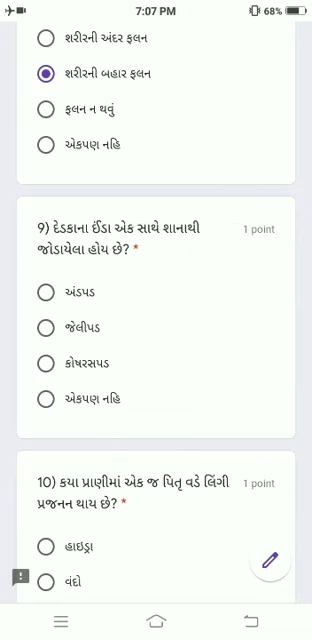 7:07 PM
68%
શરીરની અંદર ફલન
શરીરની બહાર ફલન
ફલન ન થવું
એકપણ નહિ
9) દેડકાના ઈંડા એક સાથે શાનાથી
જોડાયેલા હોય છે? *
1 point
અંડપડ
જેલીપડ
કોષરસપડ
એકપણ નહિ
10) કયા પ્રાણીમાં એક જ પિતૃ વડે લિંગી
પ્રજનન થાય છે? *
1 point
હાઇડ્રા
વંદો